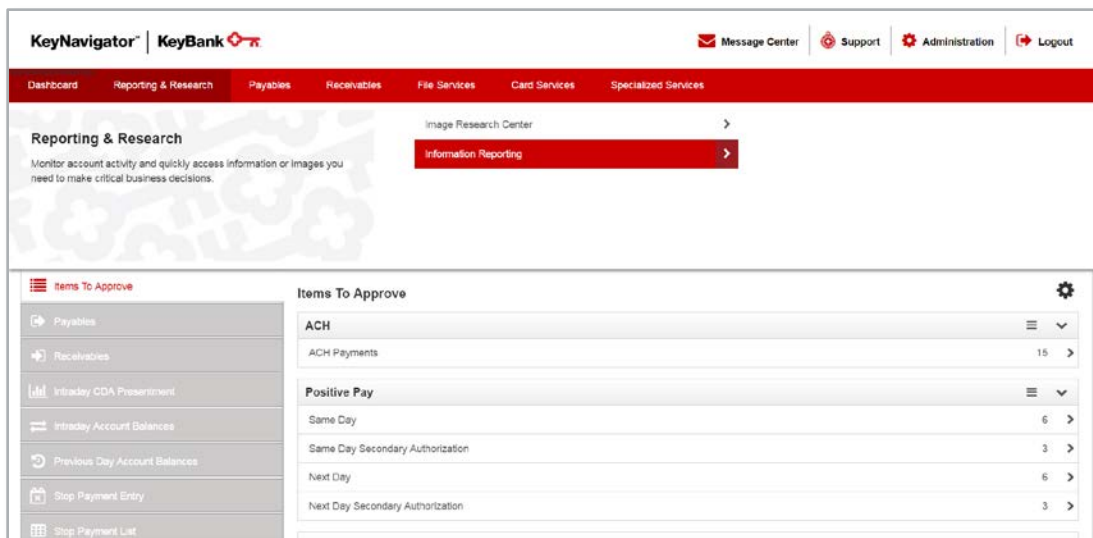 KeyNavigator™ | KeyBank
Message Center
Support
Administration
Logout
Dashboard
Reporting & Research
Payables
Receivables
File Services
Card Services
Specialized Services
Reporting & Research
Monitor account activity and quickly access information or images you
need to make critical business decisions.
Image Research Center
Information Reporting
Items To Approve
Payables
Receivables
Intraday CDA Presentment
Intraday Account Balances
Previous Day Account Balances
Stop Payment Entry
Stop Payment List
Items To Approve
ACH
ACH Payments 15
Positive Pay
Same Day 6
Same Day Secondary Authorization 3
Next Day 6
Next Day Secondary Authorization 3